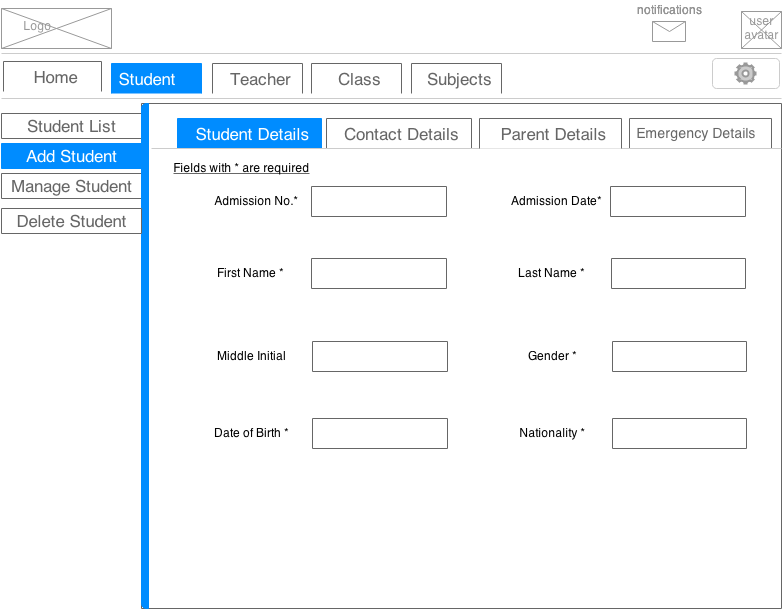 Logo
notifications
user
avatar
Home
Student
Teacher
Class
Subjects
Student List
Add Student
Manage Student
Delete Student
Student Details
Contact Details
Parent Details
Emergency Details
Fields with * are required
Admission No.*
Admission Date*
First Name *
Last Name *
Middle Initial
Gender *
Date of Birth *
Nationality *